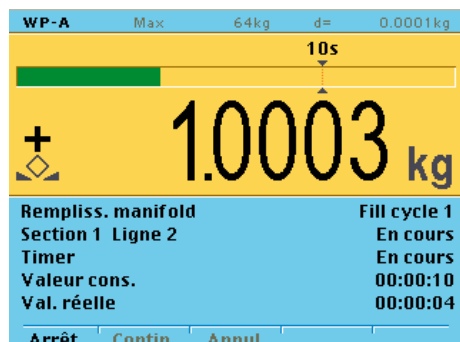 WP-A Max 64kg d= 0.0001kg
10s
+ 1.0003 kg
Rempliss. manifold Fill cycle 1
Section 1 Ligne 2 En cours
Timer En cours
Valeur cons. 00:00:10
Val. réelle 00:00:04
Arrêt Contin. Annul.